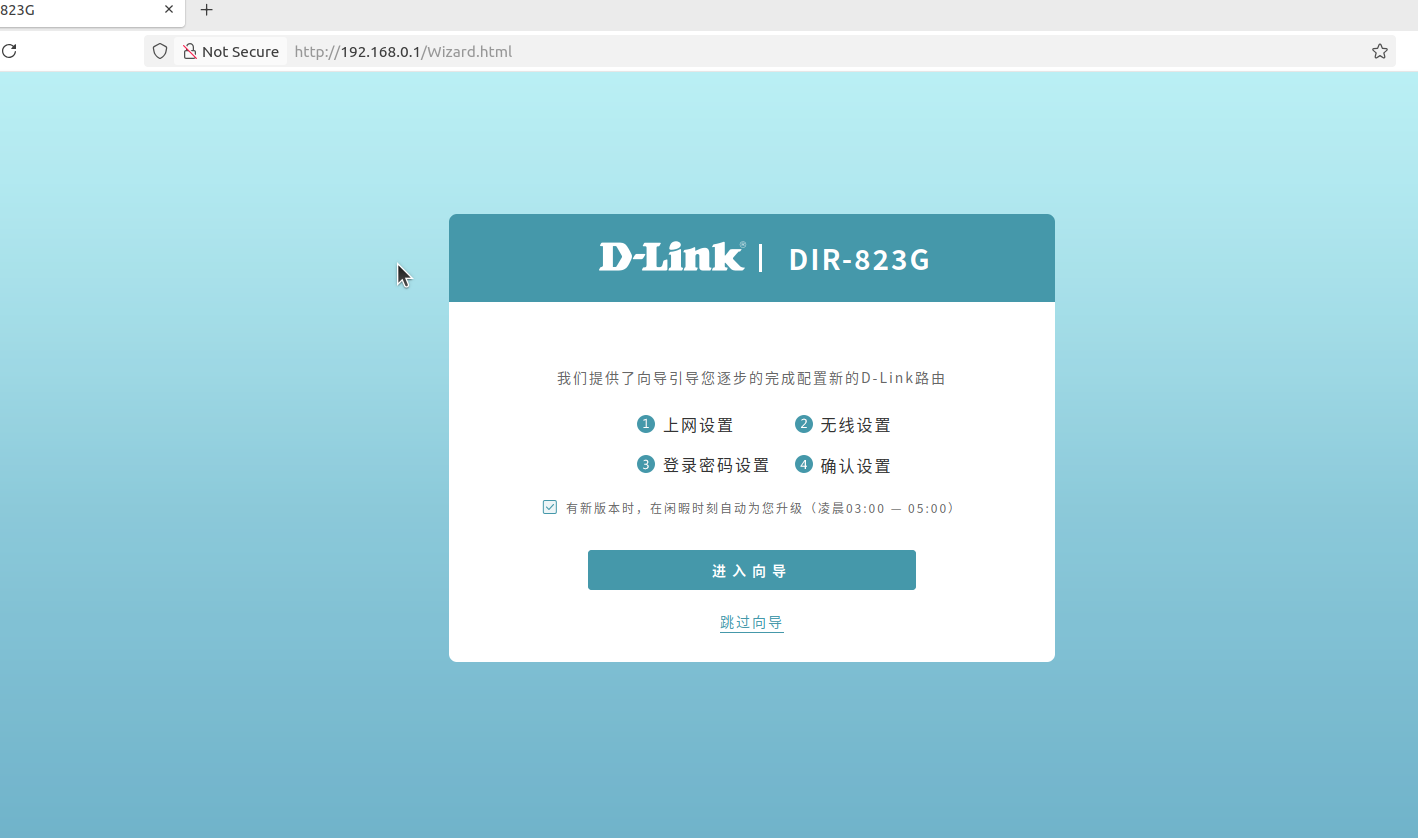 823G
Not Secure http://192.168.0.1/Wizard.html
D-Link® | DIR-823G
我们提供了向导引导您逐步的完成配置新的D-Link路由
1 上网设置 2 无线设置
3 登录密码设置 4 确认设置
有新版本时，在闲暇时刻自动为您升级（凌晨03:00 — 05:00）
进入向导
跳过向导